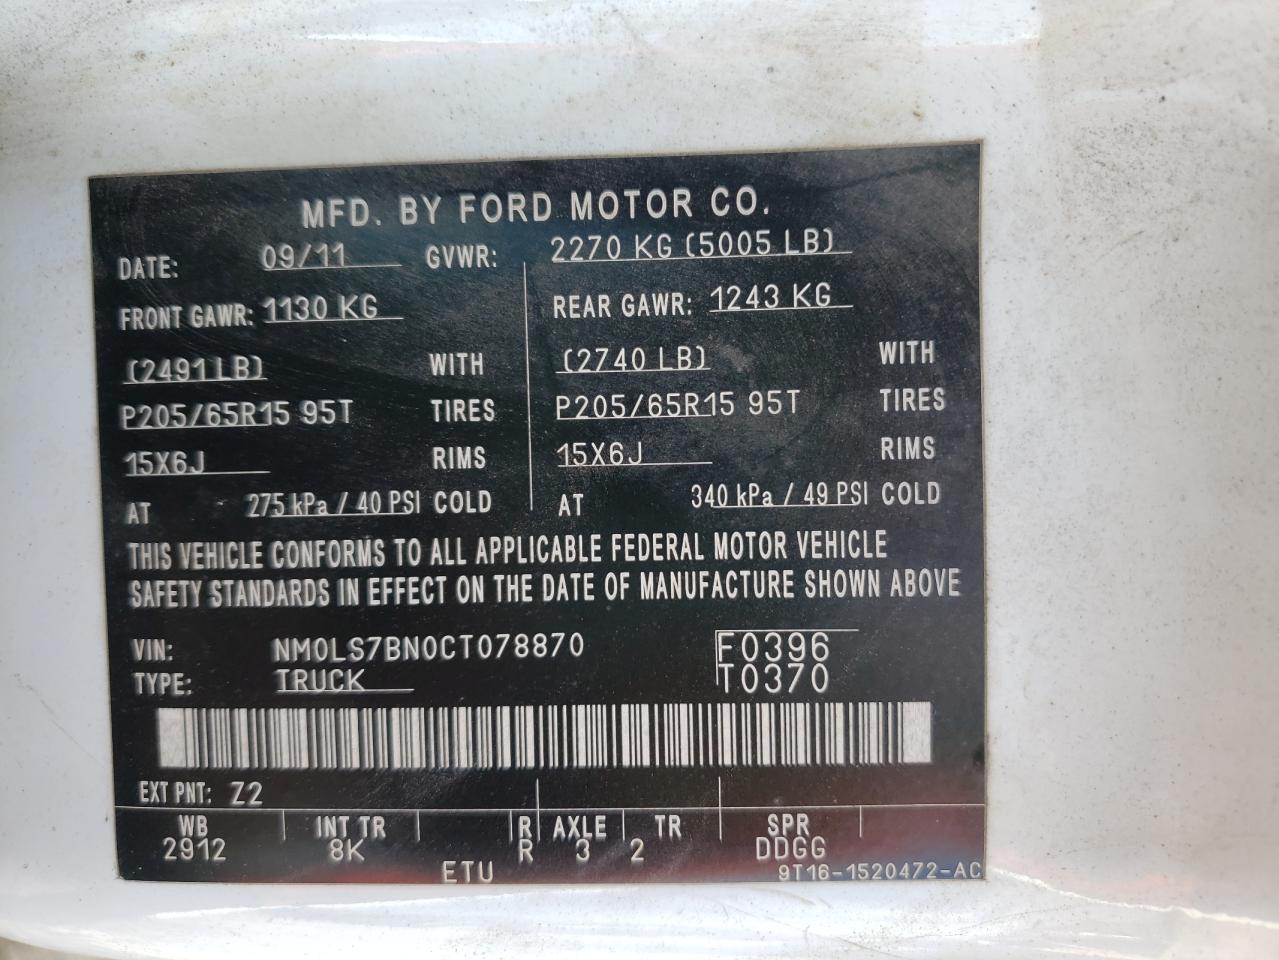 MFD. BY FORD MOTOR CO.
DATE: 09/11 GVWR: 2270 KG (5005 LB)
FRONT GAWR: 1130 KG REAR GAWR: 1243 KG
(2491 LB) WITH (2740 LB) WITH
P205/65R15 95T TIRES P205/65R15 95T TIRES
15X6J RIMS 15X6J RIMS
AT 275 kPa / 40 PSI COLD AT 340 kPa / 49 PSI COLD
THIS VEHICLE CONFORMS TO ALL APPLICABLE FEDERAL MOTOR VEHICLE
SAFETY STANDARDS IN EFFECT ON THE DATE OF MANUFACTURE SHOWN ABOVE
VIN: NM0LS7BN0CT078870 F0396
TYPE: TRUCK T0370
EXT PNT: Z2
WB INT TR R AXLE TR SPR
2912 8K R 3 2 DDGG
ETU 9T16-1520472-AC